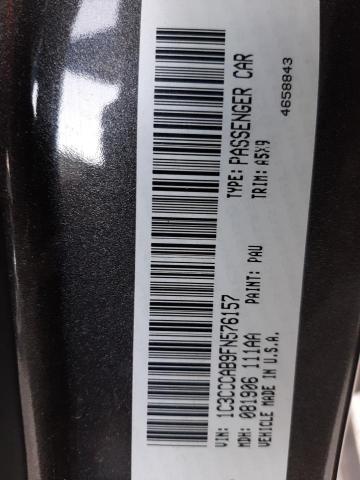 VIN: 1C3CCCAB9FN576157 TYPE: PASSENGER CAR
MDH: 081906 111AA PAINT: PAU TRIM: A5X9
VEHICLE MADE IN U.S.A. 4658843